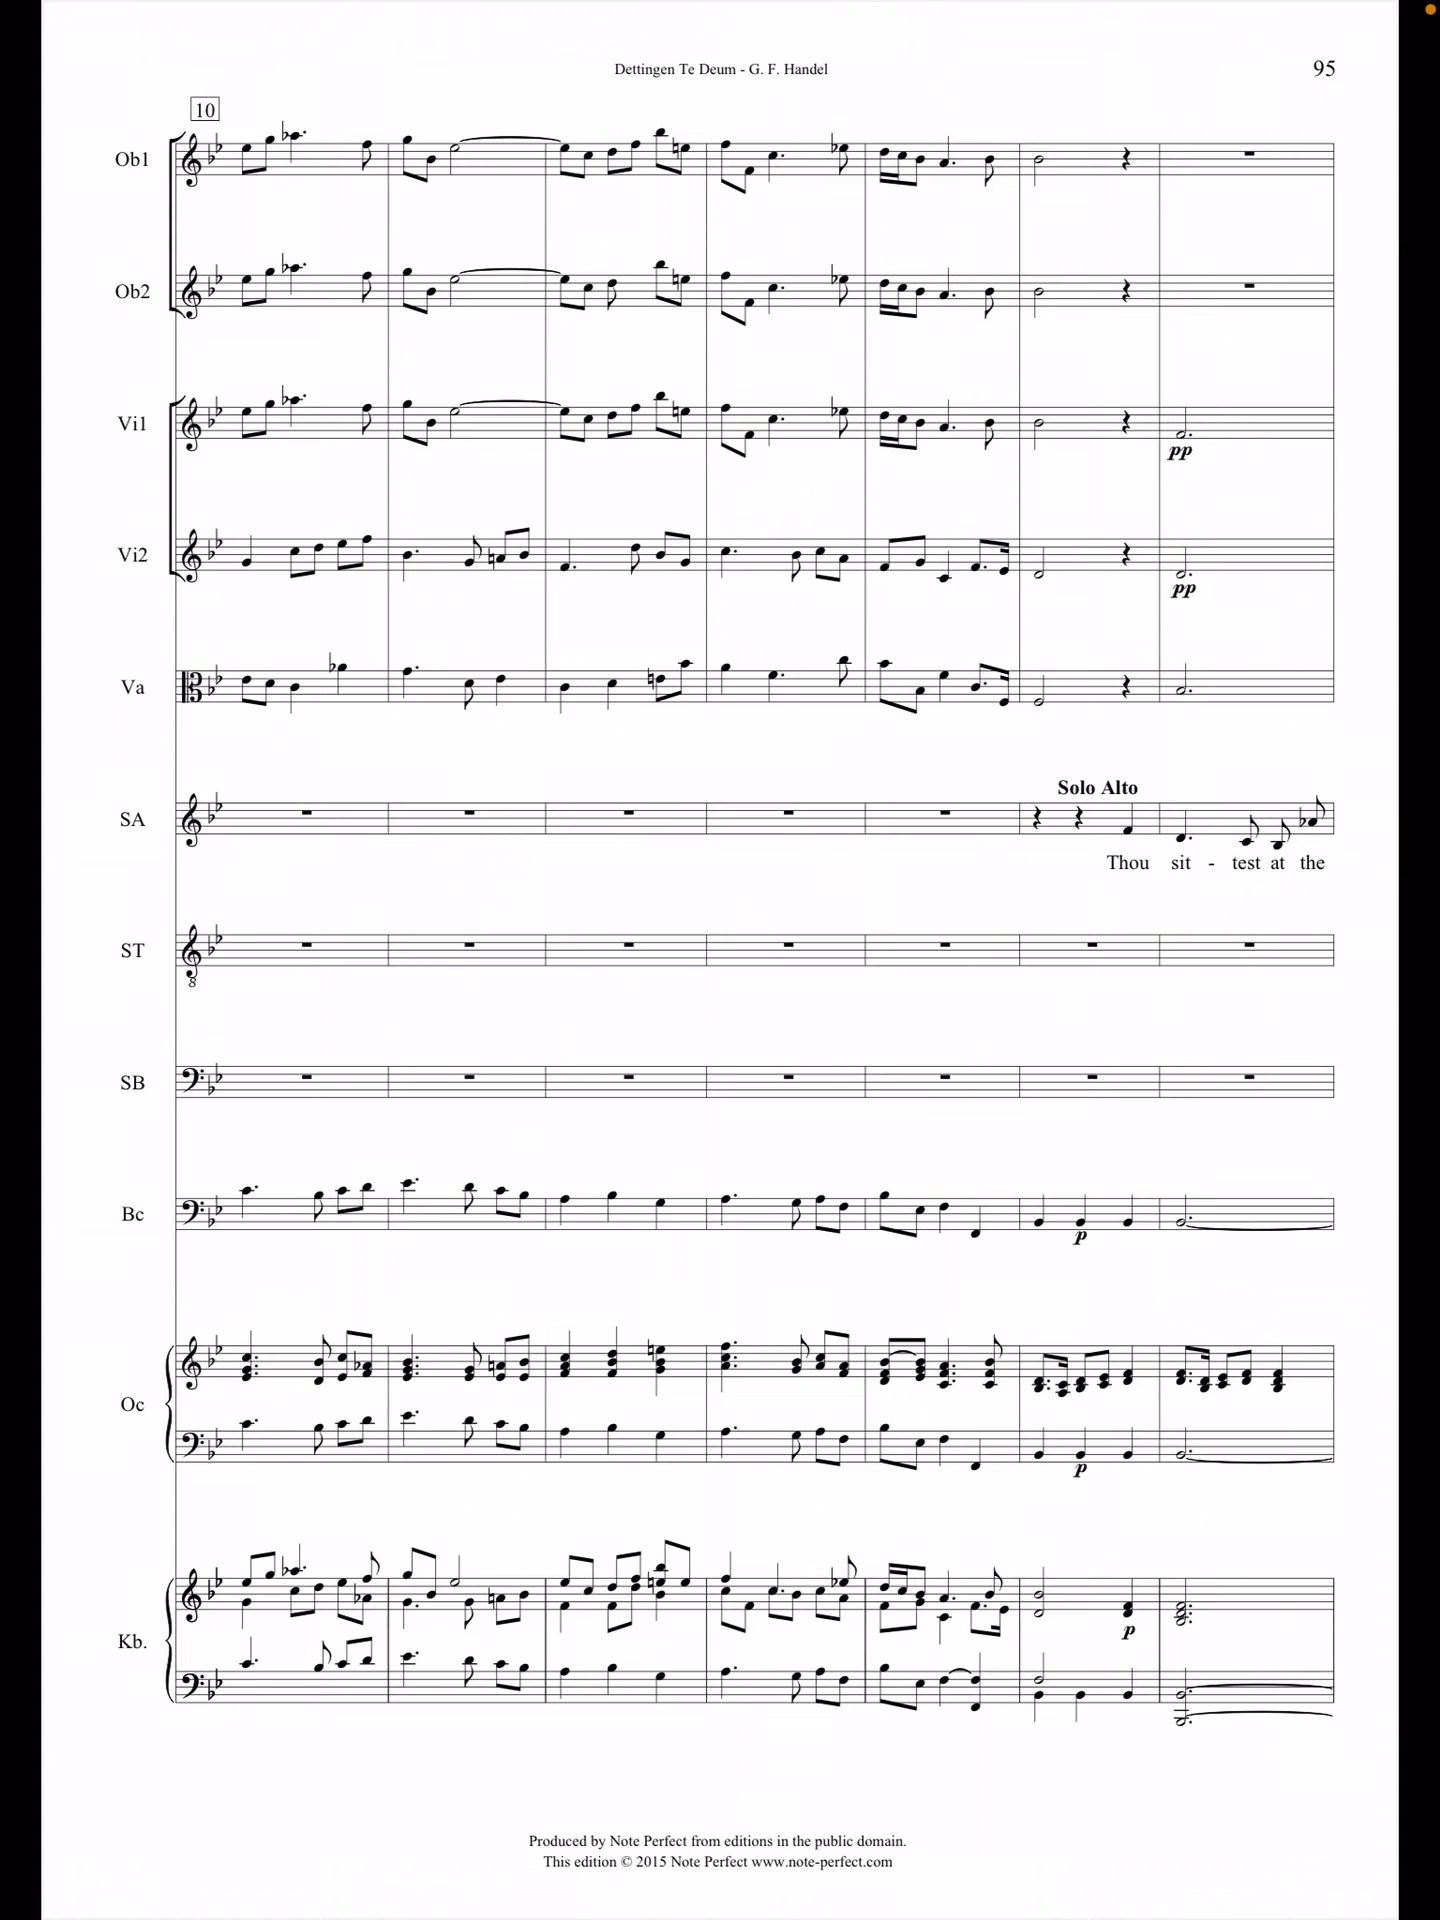 Dettingen Te Deum - G. F. Handel
95
10
Ob1
Ob2
Vi1
pp
Vi2
pp
Va
Solo Alto
SA
Thou sit - test at the
ST
8
SB
Bc
p
Oc
p
Kb.
p
Produced by Note Perfect from editions in the public domain.
This edition © 2015 Note Perfect www.note-perfect.com